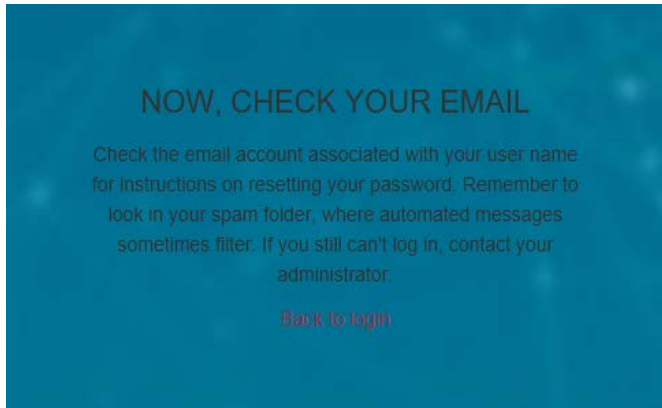 NOW, CHECK YOUR EMAIL
Check the email account associated with your user name
for instructions on resetting your password. Remember to
look in your spam folder, where automated messages
sometimes filter. If you still can't log in, contact your
administrator.
Back to login